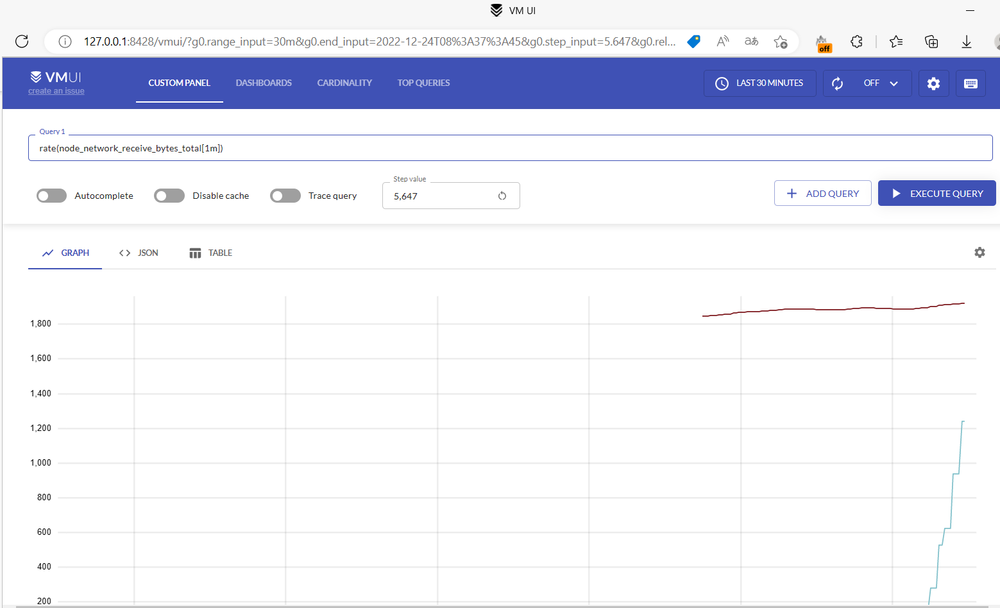 VM UI
127.0.0.1:8428/vmui/?g0.range_input=30m&g0.end_input=2022-12-24T08%3A37%3A45&g0.step_input=5.647&g0.rel...
aあ
off
VMUI
create an issue
CUSTOM PANEL DASHBOARDS CARDINALITY TOP QUERIES
LAST 30 MINUTES
OFF
Query 1
rate(node_network_receive_bytes_total[1m])
Autocomplete Disable cache Trace query
Step value
5,647
ADD QUERY
EXECUTE QUERY
GRAPH JSON TABLE
1,800
1,600
1,400
1,200
1,000
800
600
400
200